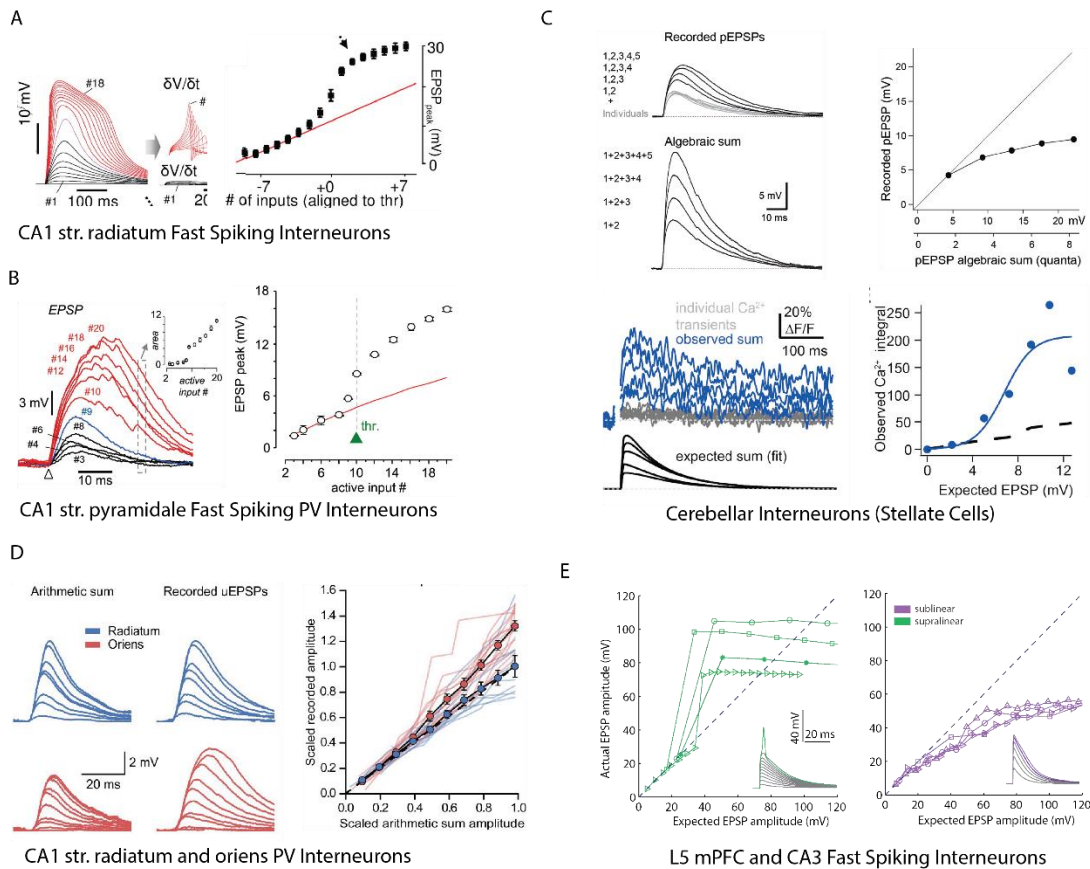 A
#18
δV/δt
#
10 mV
#1
100 ms
δV/δt
#1
20
30
20
10
0
EPSP peak (mV)
-7
+0
+7
# of inputs (aligned to thr)
CA1 str. radiatum Fast Spiking Interneurons
B
EPSP
#20
#18
#16
#14
#12
#10
#9
#8
#6
#4
#3
3 mV
10 ms
area
12
8
4
0
2
20
active
input #
EPSP peak (mV)
18
14
10
6
2
thr.
2 4 6 8 10 12 14 16 18 20
active input #
CA1 str. pyramidale Fast Spiking PV Interneurons
C
Recorded pEPSPs
1,2,3,4,5
1,2,3,4
1,2,3
1,2
+
Individuals
Algebraic sum
1+2+3+4+5
1+2+3+4
1+2+3
1+2
5 mV
10 ms
Recorded pEPSP (mV)
20
15
10
5
0
0 5 10 15 20 mV
0 2 4 6 8
pEPSP algebraic sum (quanta)
individual Ca2+
transients
observed sum
20%
ΔF/F
100 ms
expected sum (fit)
Observed Ca2+ integral
250
200
150
100
50
0
0 4 8 12
Expected EPSP (mV)
Cerebellar Interneurons (Stellate Cells)
D
Arithmetic sum
Recorded uEPSPs
Radiatum
Oriens
2 mV
20 ms
Scaled recorded amplitude
1.6
1.4
1.2
1.0
0.8
0.6
0.4
0.2
0.0
0.0 0.2 0.4 0.6 0.8 1.0
Scaled arithmetic sum amplitude
CA1 str. radiatum and oriens PV Interneurons
E
Actual EPSP amplitude (mV)
120
100
80
60
40
20
0
0 20 40 60 80 100 120
Expected EPSP amplitude (mV)
40 mV
20 ms
120
100
80
60
40
20
0
sublinear
supralinear
0 20 40 60 80 100 120
Expected EPSP amplitude (mV)
L5 mPFC and CA3 Fast Spiking Interneurons